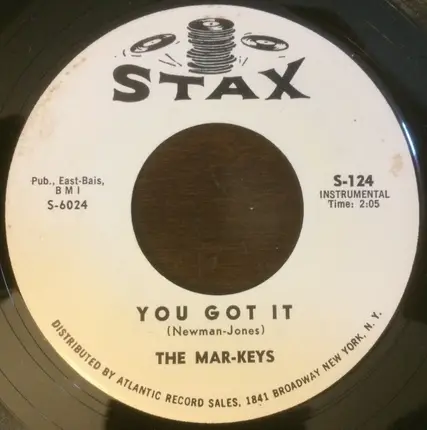 STAX
Pub., East-Bais,
B M I
S-6024
S-124
INSTRUMENTAL
Time: 2:05
YOU GOT IT
(Newman-Jones)
THE MAR-KEYS
DISTRIBUTED BY ATLANTIC RECORD SALES, 1841 BROADWAY NEW YORK, N. Y.